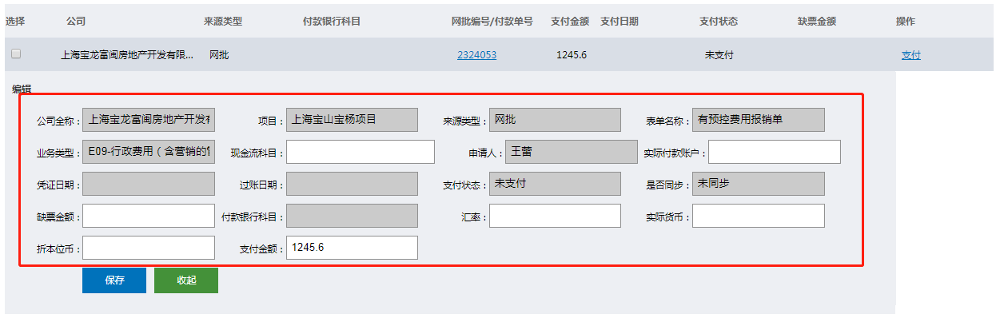 选择 公司 来源类型 付款银行科目 网批编号/付款单号 支付金额 支付日期 支付状态 缺票金额 操作
上海宝龙富闽房地产开发有限... 网批 2324053 1245.6 未支付 支付
编辑
公司全称： 上海宝龙富闽房地产开发有 项目： 上海宝山宝杨项目 来源类型： 网批 表单名称： 有预控费用报销单
业务类型： E09-行政费用（含营销的管 现金流科目： 申请人： 王蕾 实际付款账户：
凭证日期： 过账日期： 支付状态： 未支付 是否同步： 未同步
缺票金额： 付款银行科目： 汇率： 实际货币：
折本位币： 支付金额： 1245.6
保存 收起